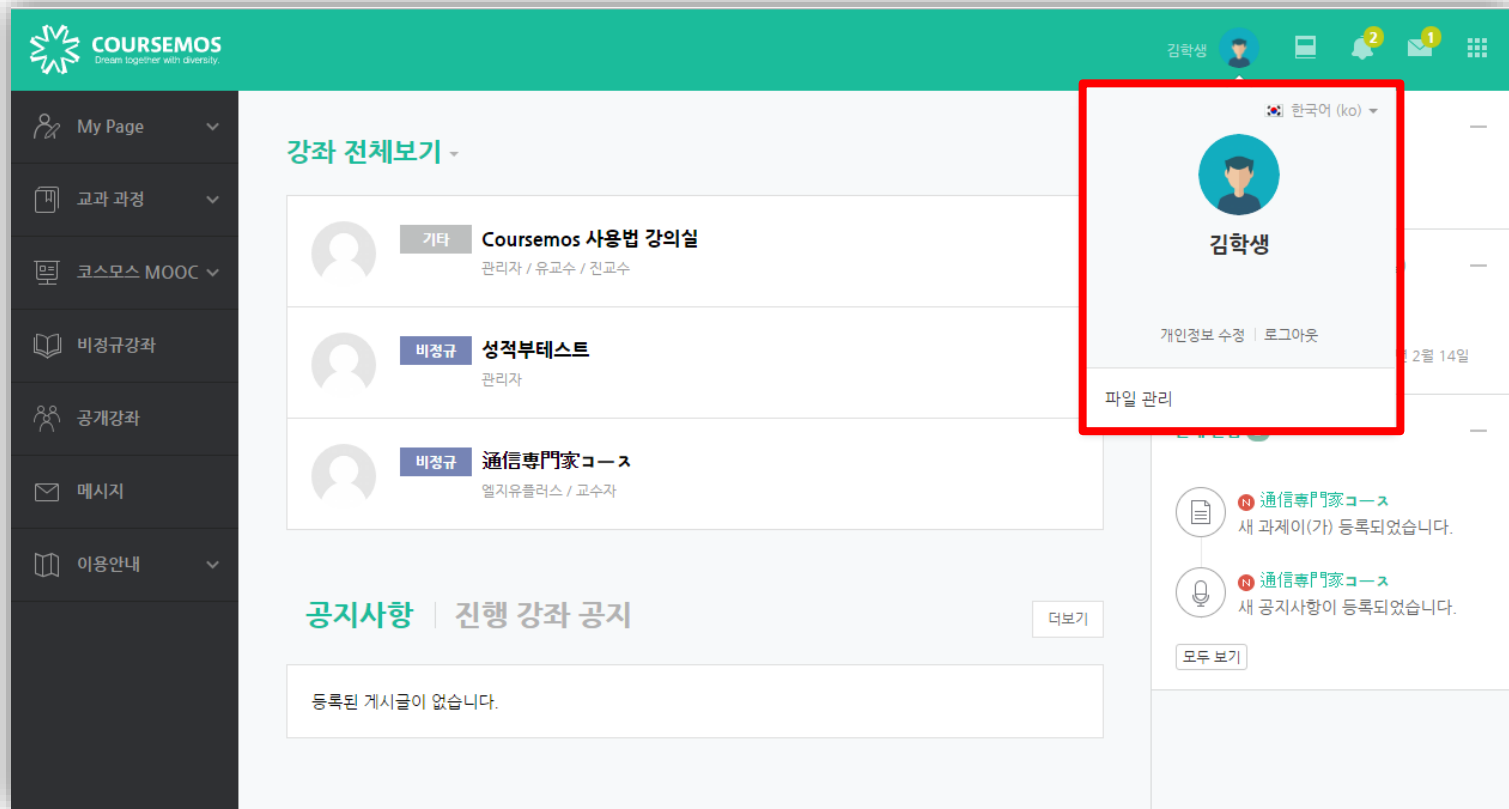 COURSEMOS
Dream together with diversity.
김학생
2
1
My Page
교과 과정
코스모스 MOOC
비정규강좌
공개강좌
메시지
이용안내
강좌 전체보기
기타 Coursemos 사용법 강의실
관리자 / 유교수 / 진교수
비정규 성적부테스트
관리자
비정규 通信専門家コース
엘지유플러스 / 교수자
공지사항 진행 강좌 공지
더보기
등록된 게시글이 없습니다.
한국어 (ko)
김학생
개인정보 수정 로그아웃
파일 관리
2월 14일
N 通信専門家コース
새 과제이(가) 등록되었습니다.
N 通信専門家コース
새 공지사항이 등록되었습니다.
모두 보기